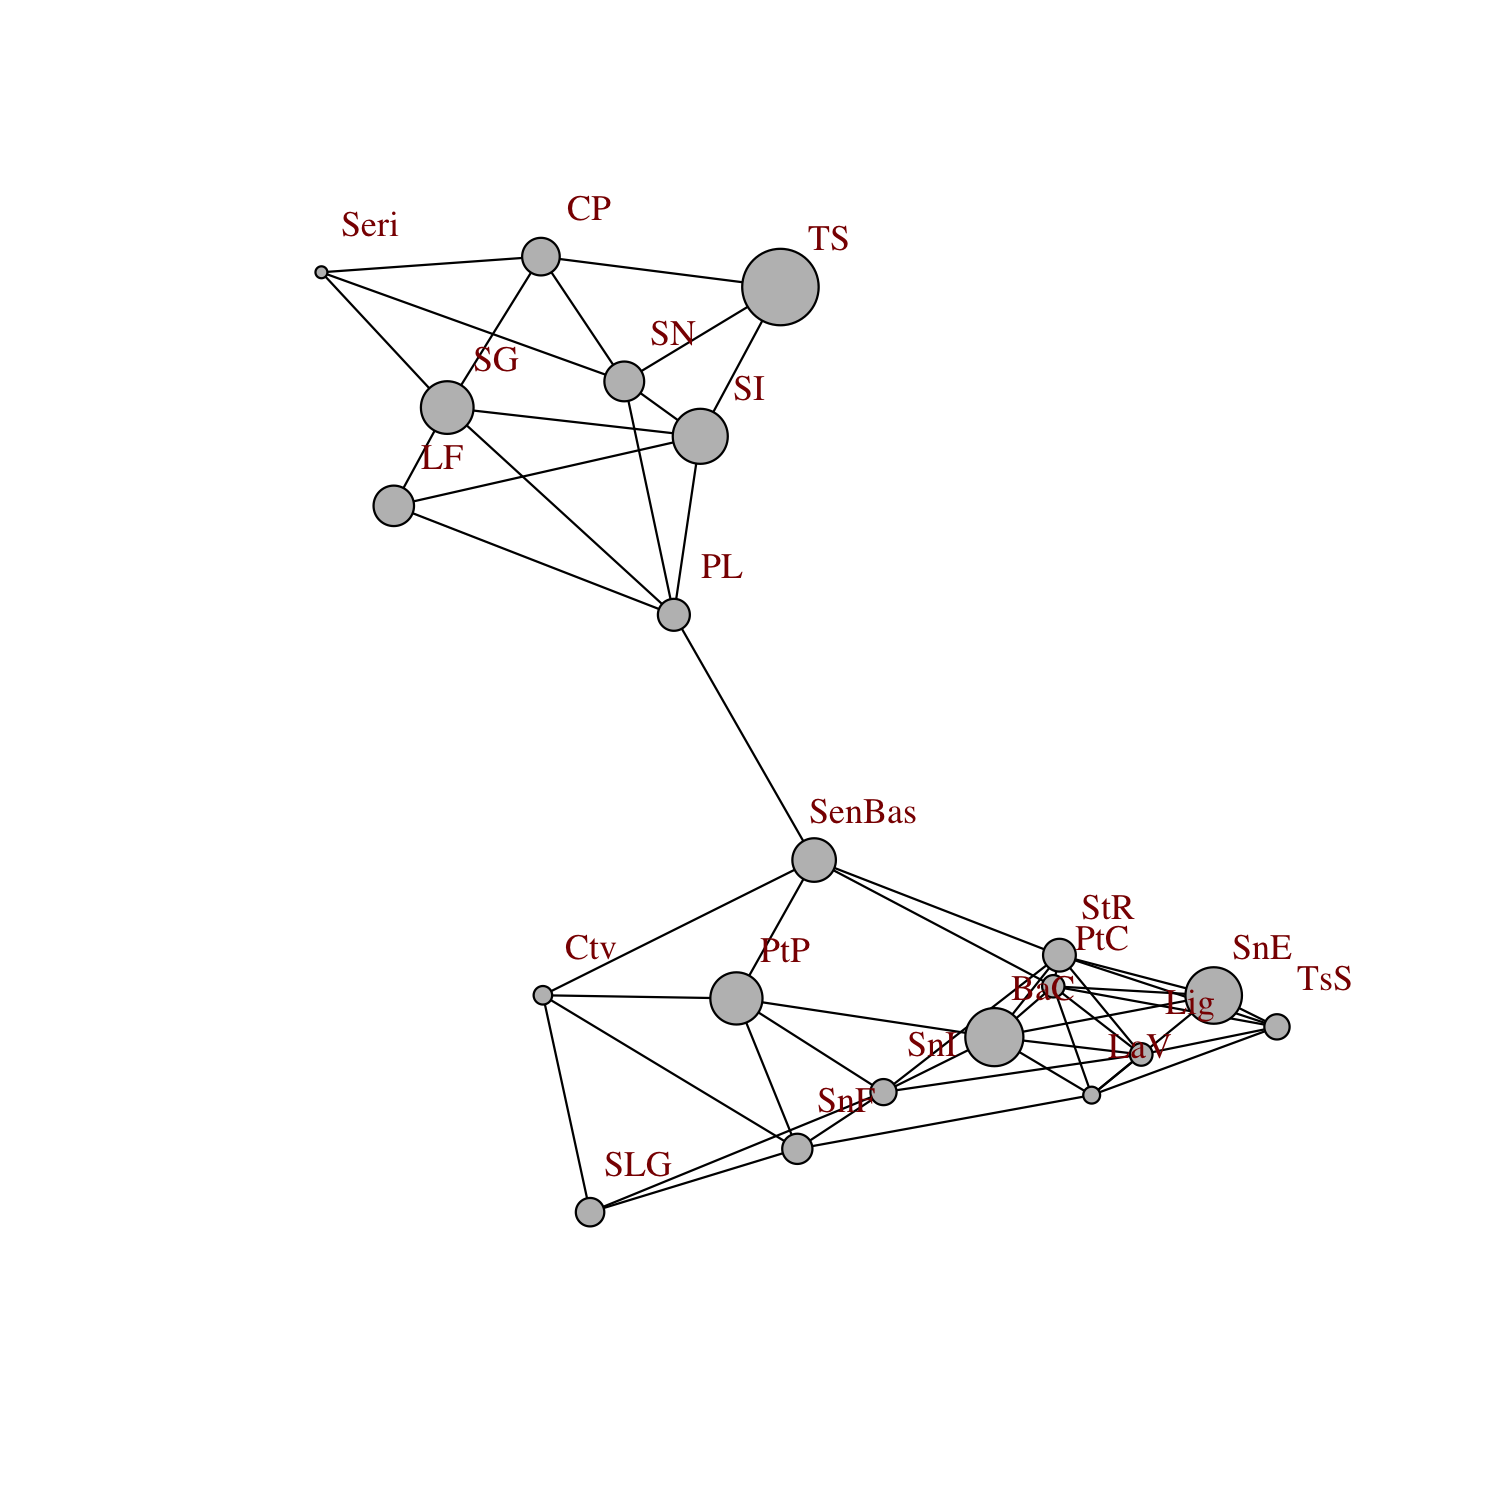 CP
Seri
TS
SN
SG
SI
LF
PL
SenBas
StR
PtC
Ctv
PtP
SnE
TsS
BaC
Lig
SnI
LaV
SnF
SLG